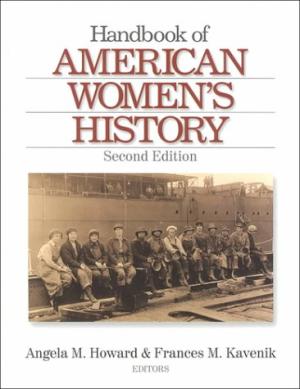 Handbook of
AMERICAN
WOMEN'S
HISTORY
Second Edition
Angela M. Howard & Frances M. Kavenik
EDITORS